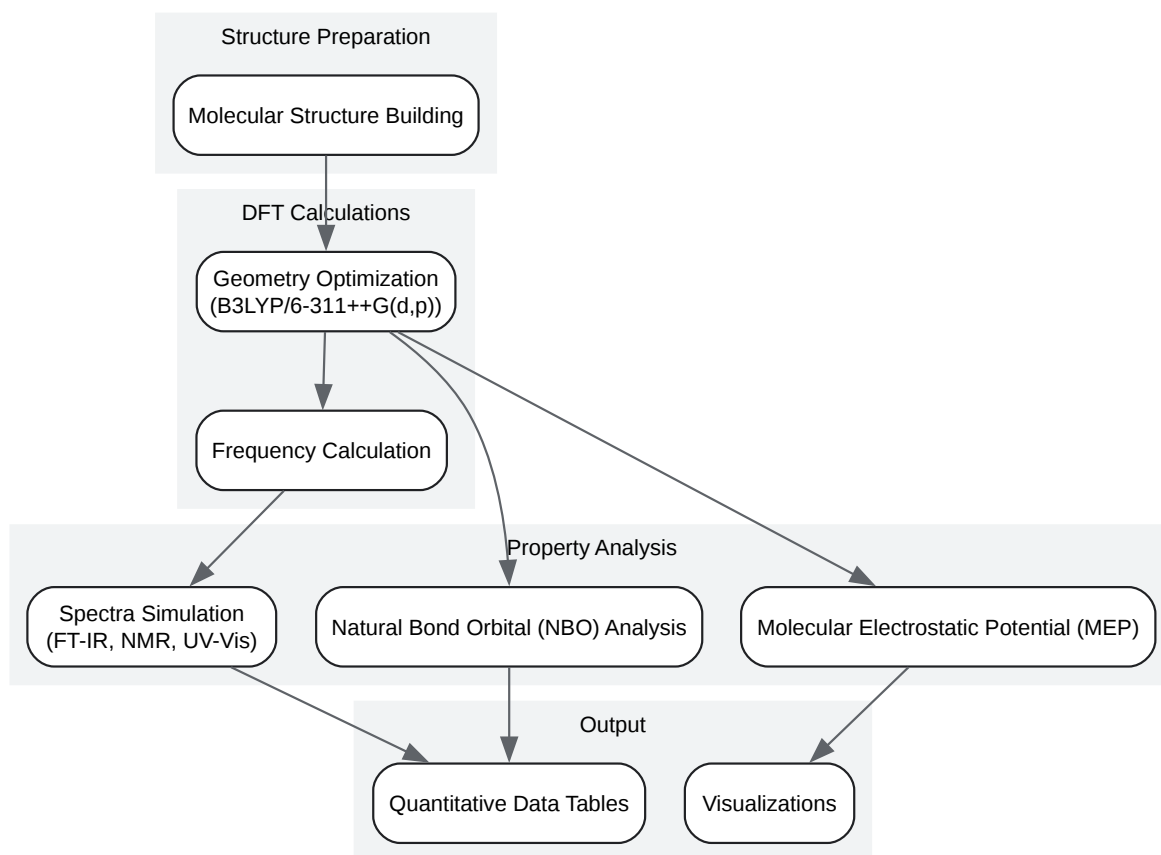 Structure Preparation
Molecular Structure Building
DFT Calculations
Geometry Optimization
(B3LYP/6-311++G(d,p))
Frequency Calculation
Property Analysis
Spectra Simulation
(FT-IR, NMR, UV-Vis)
Natural Bond Orbital (NBO) Analysis
Molecular Electrostatic Potential (MEP)
Output
Quantitative Data Tables
Visualizations